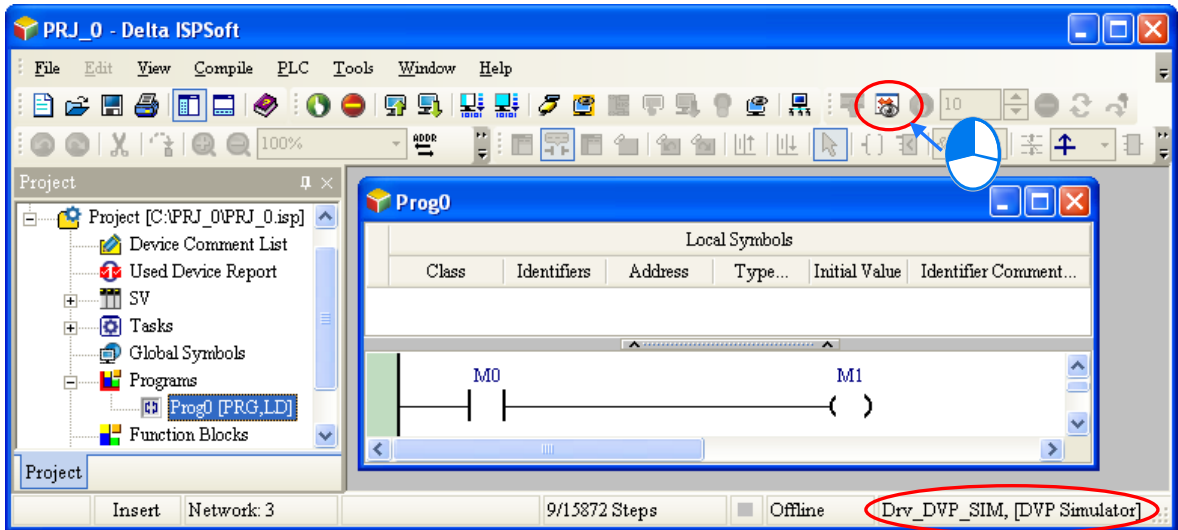 PRJ_0 - Delta ISPSoft
File Edit View Compile PLC Tools Window Help
10
100%
ADDR
Project
Prog0
Project [C:\PRJ_0\PRJ_0.isp]
Device Comment List
Used Device Report
SV
Tasks
Global Symbols
Programs
Prog0 [PRG,LD]
Function Blocks
Project
Local Symbols
Class Identifiers Address Type... Initial Value Identifier Comment...
M0 M1
Insert Network: 3 9/15872 Steps Offline Drv_DVP_SIM, [DVP Simulator]